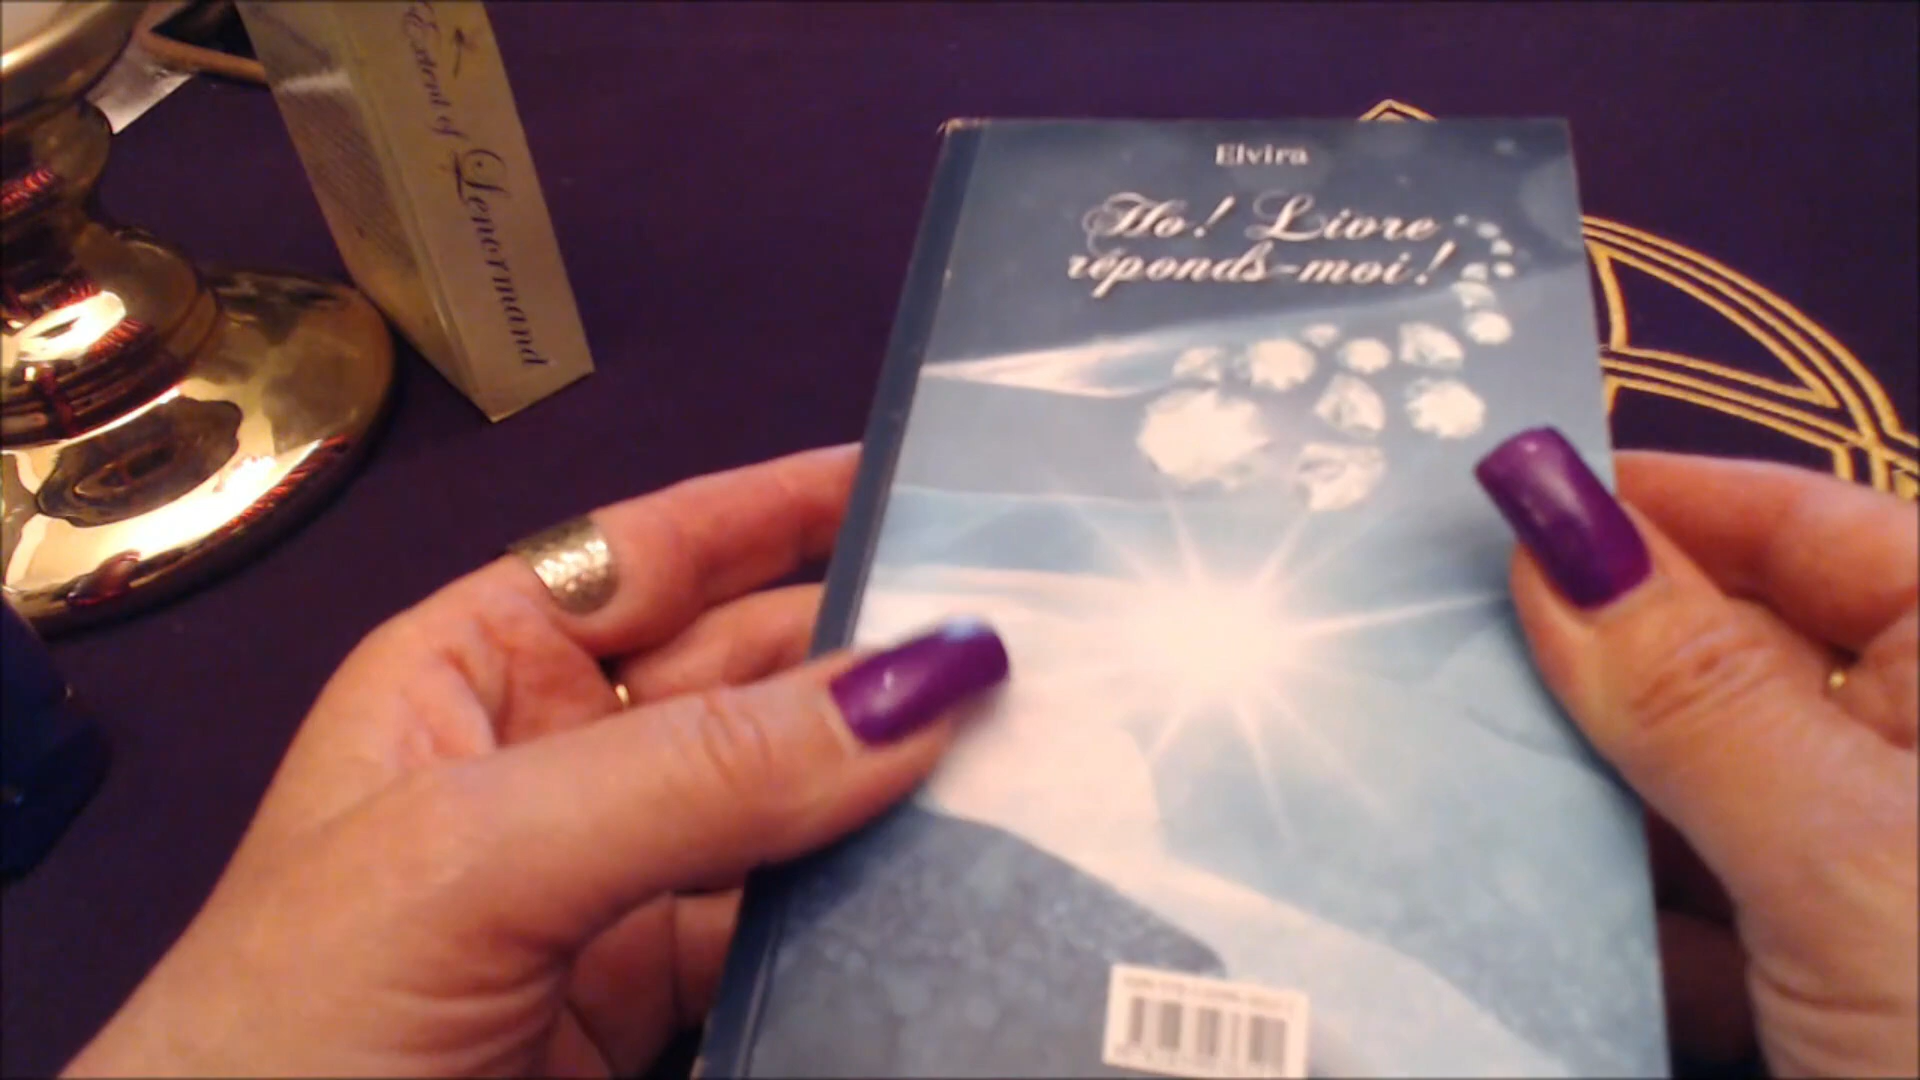 Extent of
Lenormand
Elvira
Ho! Livre
réponds-moi!